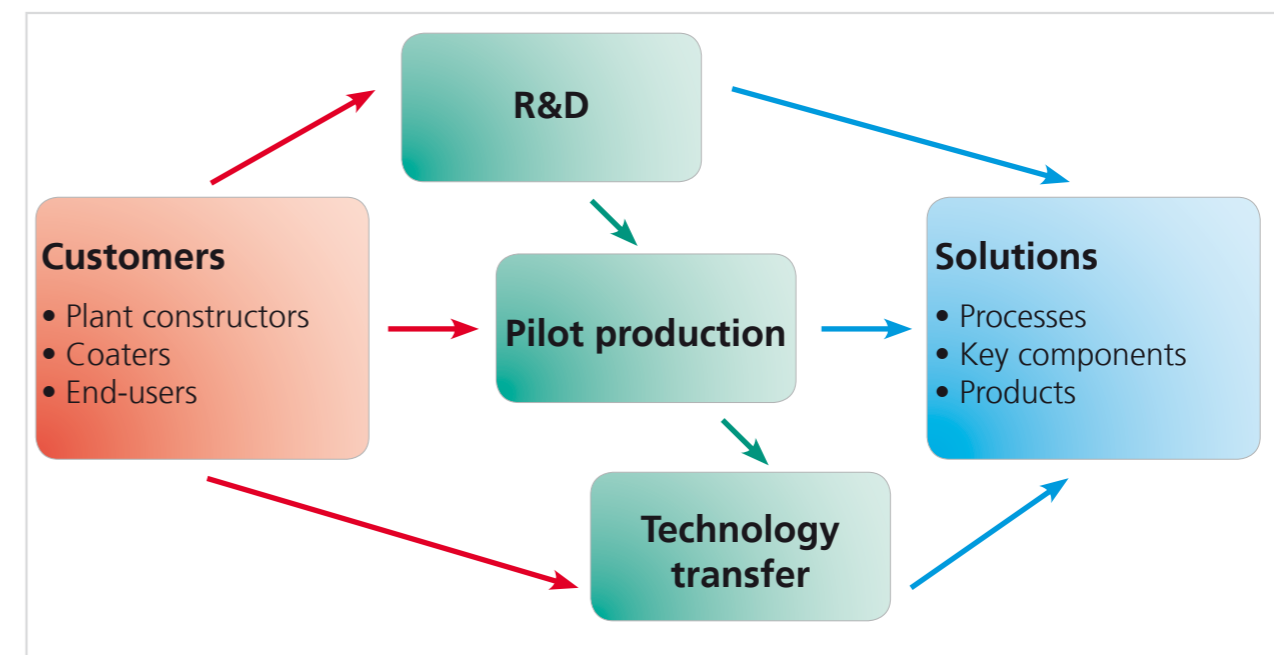 R&D
Customers
• Plant constructors
• Coaters
• End-users
Pilot production
Solutions
• Processes
• Key components
• Products
Technology
transfer